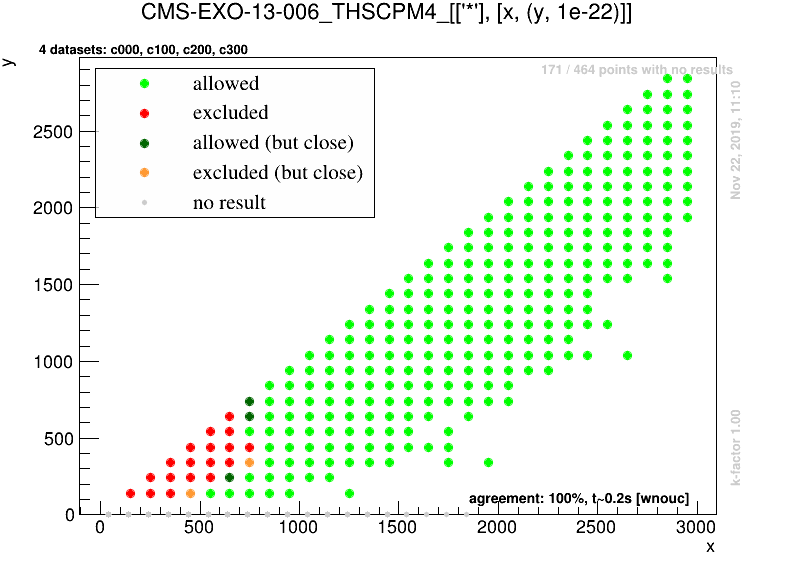 CMS-EXO-13-006_THSCPM4_[['*'], [x, (y, 1e-22)]]
4 datasets: c000, c100, c200, c300
y
171 / 464 points with no results
allowed
excluded
allowed (but close)
excluded (but close)
no result
Nov 22, 2019, 11:10
2500
2000
1500
1000
500
0
k-factor 1.00
agreement: 100%, t~0.2s [wnouc]
0 500 1000 1500 2000 2500 3000
x